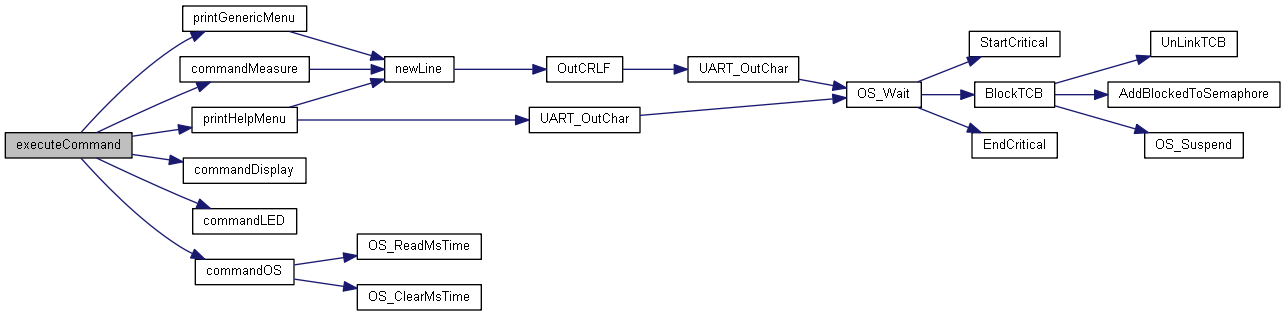 printGenericMenu
StartCritical
UnLinkTCB
commandMeasure
newLine
OutCRLF
UART_OutChar
OS_Wait
BlockTCB
AddBlockedToSemaphore
printHelpMenu
UART_OutChar
executeCommand
EndCritical
OS_Suspend
commandDisplay
commandLED
OS_ReadMsTime
commandOS
OS_ClearMsTime